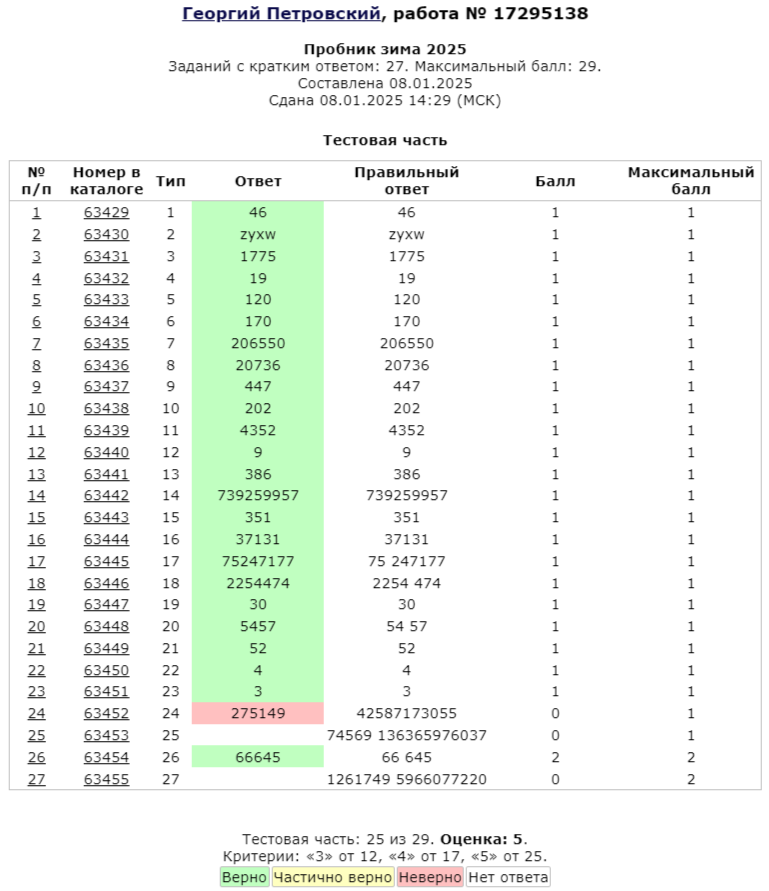 Георгий Петровский, работа № 17295138
Пробник зима 2025
Заданий с кратким ответом: 27. Максимальный балл: 29.
Составлена 08.01.2025
Сдана 08.01.2025 14:29 (МСК)
Тестовая часть
№ п/п Номер в каталоге Тип Ответ Правильный ответ Балл Максимальный балл
1 63429 1 46 46 1 1
2 63430 2 zyxw zyxw 1 1
3 63431 3 1775 1775 1 1
4 63432 4 19 19 1 1
5 63433 5 120 120 1 1
6 63434 6 170 170 1 1
7 63435 7 206550 206550 1 1
8 63436 8 20736 20736 1 1
9 63437 9 447 447 1 1
10 63438 10 202 202 1 1
11 63439 11 4352 4352 1 1
12 63440 12 9 9 1 1
13 63441 13 386 386 1 1
14 63442 14 739259957 739259957 1 1
15 63443 15 351 351 1 1
16 63444 16 37131 37131 1 1
17 63445 17 75247177 75 247177 1 1
18 63446 18 2254474 2254 474 1 1
19 63447 19 30 30 1 1
20 63448 20 5457 54 57 1 1
21 63449 21 52 52 1 1
22 63450 22 4 4 1 1
23 63451 23 3 3 1 1
24 63452 24 275149 42587173055 0 1
25 63453 25 74569 136365976037 0 1
26 63454 26 66645 66 645 2 2
27 63455 27 1261749 5966077220 0 2
Тестовая часть: 25 из 29. Оценка: 5.
Критерии: «3» от 12, «4» от 17, «5» от 25.
Верно Частично верно Неверно Нет ответа